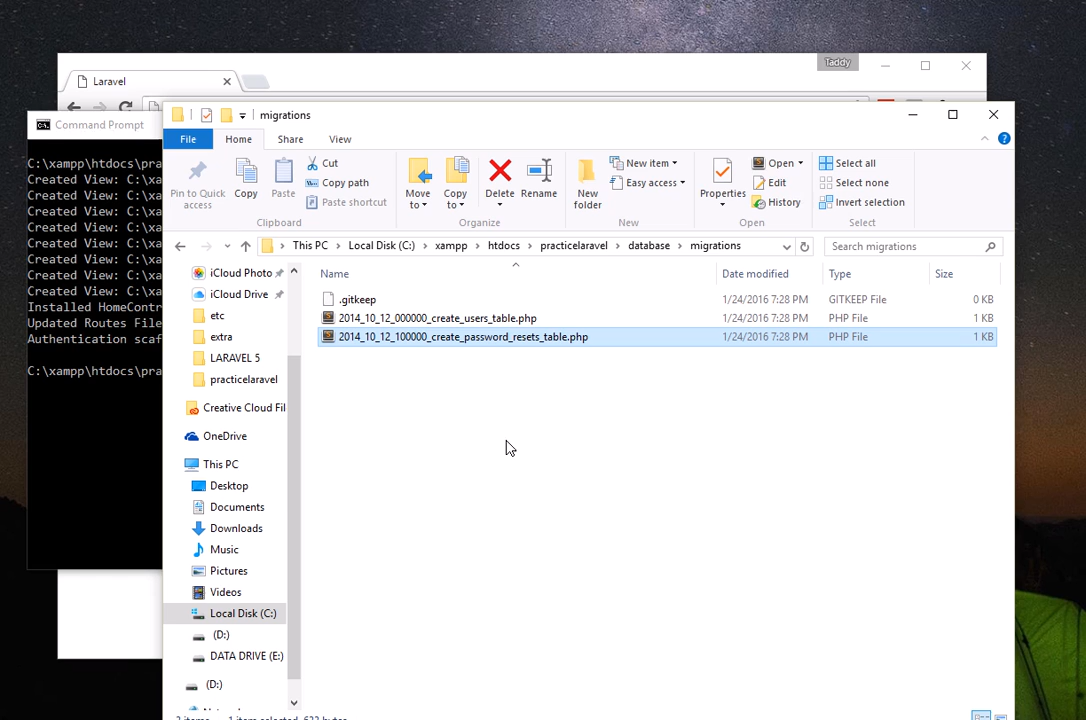 Taddy
Laravel
Command Prompt
migrations
File
Home
Share
View
Pin to Quick
access
Copy
Paste
Cut
Copy path
Paste shortcut
Move
to
Copy
to
Delete
Rename
New
folder
New item
Easy access
Properties
Open
Edit
History
Select all
Select none
Invert selection
Clipboard
Organize
New
Open
Select
This PC
Local Disk (C:)
xampp
htdocs
practicelaravel
database
migrations
Search migrations
C:\xampp\htdocs\pra
Created View: C:\xa
Created View: C:\xa
Created View: C:\xa
Created View: C:\xa
Created View: C:\xa
Created View: C:\xa
Created View: C:\xa
Created View: C:\xa
Installed HomeContr
Updated Routes File
Authentication scaf
C:\xampp\htdocs\pra
iCloud Photo
iCloud Drive
etc
extra
LARAVEL 5
practicelaravel
Creative Cloud Fil
OneDrive
This PC
Desktop
Documents
Downloads
Music
Pictures
Videos
Local Disk (C:)
(D:)
DATA DRIVE (E:)
(D:)
Name
Date modified
Type
Size
.gitkeep
1/24/2016 7:28 PM
GITKEEP File
0 KB
2014_10_12_000000_create_users_table.php
1/24/2016 7:28 PM
PHP File
1 KB
2014_10_12_100000_create_password_resets_table.php
1/24/2016 7:28 PM
PHP File
1 KB